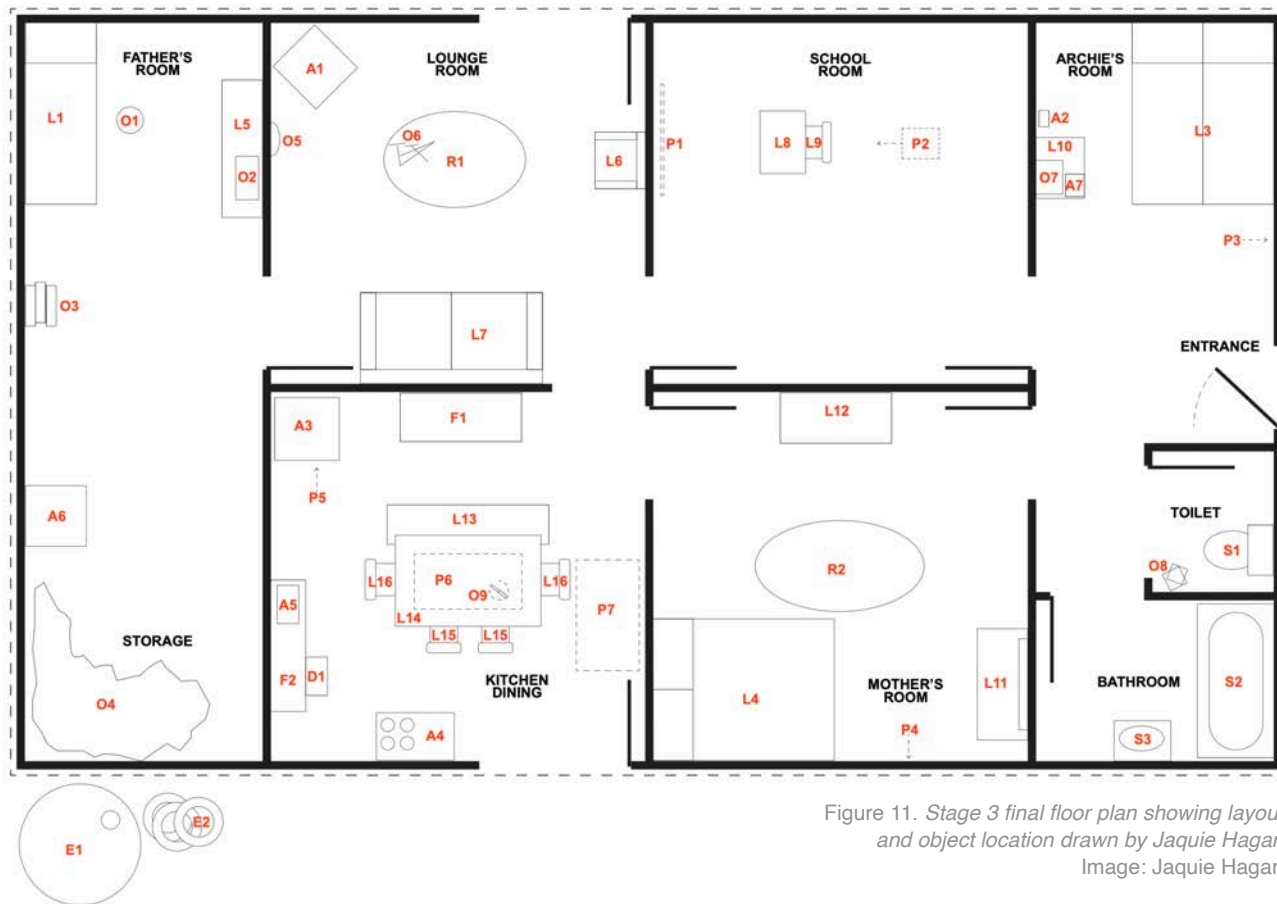 FATHER'S
ROOM
LOUNGE
ROOM
SCHOOL
ROOM
ARCHIE'S
ROOM
L1
O1
L5
O2
O5
A1
O6
R1
L6
P1
L8
L9
P2
A2
L10
O7
A7
L3
P3
O3
L7
ENTRANCE
A3
F1
L12
P5
A6
L13
TOILET
S1
O8
L16
P6
O9
L16
L14
P7
R2
A5
L15
L15
STORAGE
F2
D1
KITCHEN
DINING
O4
L4
MOTHER'S
ROOM
L11
BATHROOM
S2
A4
P4
S3
E1
E2
Figure 11. Stage 3 final floor plan showing layou
and object location drawn by Jaquie Hagar
Image: Jaquie Hagar